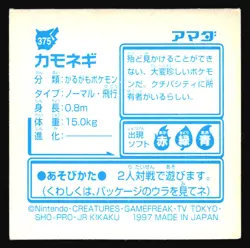 375
アマダ
カモネギ
分類:かるがもポケモン
タイプ:ノーマル・飛行
身長:0.8m
体重:15.0kg
進化:―――
殆ど見かけることができ
ない、大変珍しいポケモ
ンだ。クチバシティに
所有者がいるらしい。
出現
ソフト
赤 緑 青
●あそびかた●2人対戦で遊びます。
(くわしくは、パッケージのウラを見てネ)
©Nintendo・CREATURES・GAMEFREAK・TV TOKYO・
SHO-PRO・JR KIKAKU 1997 MADE IN JAPAN